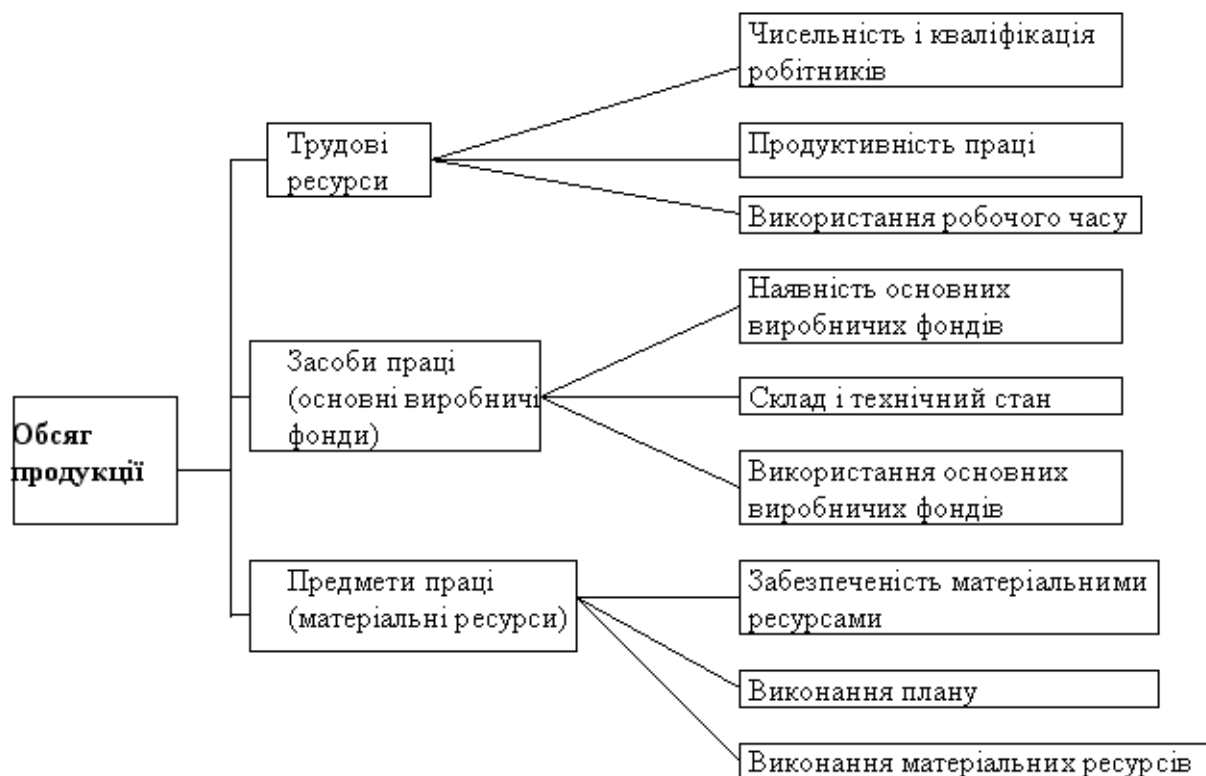 Обсяг
продукції
Трудові
ресурси
Чисельність і кваліфікація
робітників
Продуктивність праці
Використання робочого часу
Засоби праці
(основні виробничі
фонди)
Наявність основних
виробничих фондів
Склад і технічний стан
Використання основних
виробничих фондів
Предмети праці
(матеріальні ресурси)
Забезпеченість матеріальними
ресурсами
Виконання плану
Виконання матеріальних ресурсів